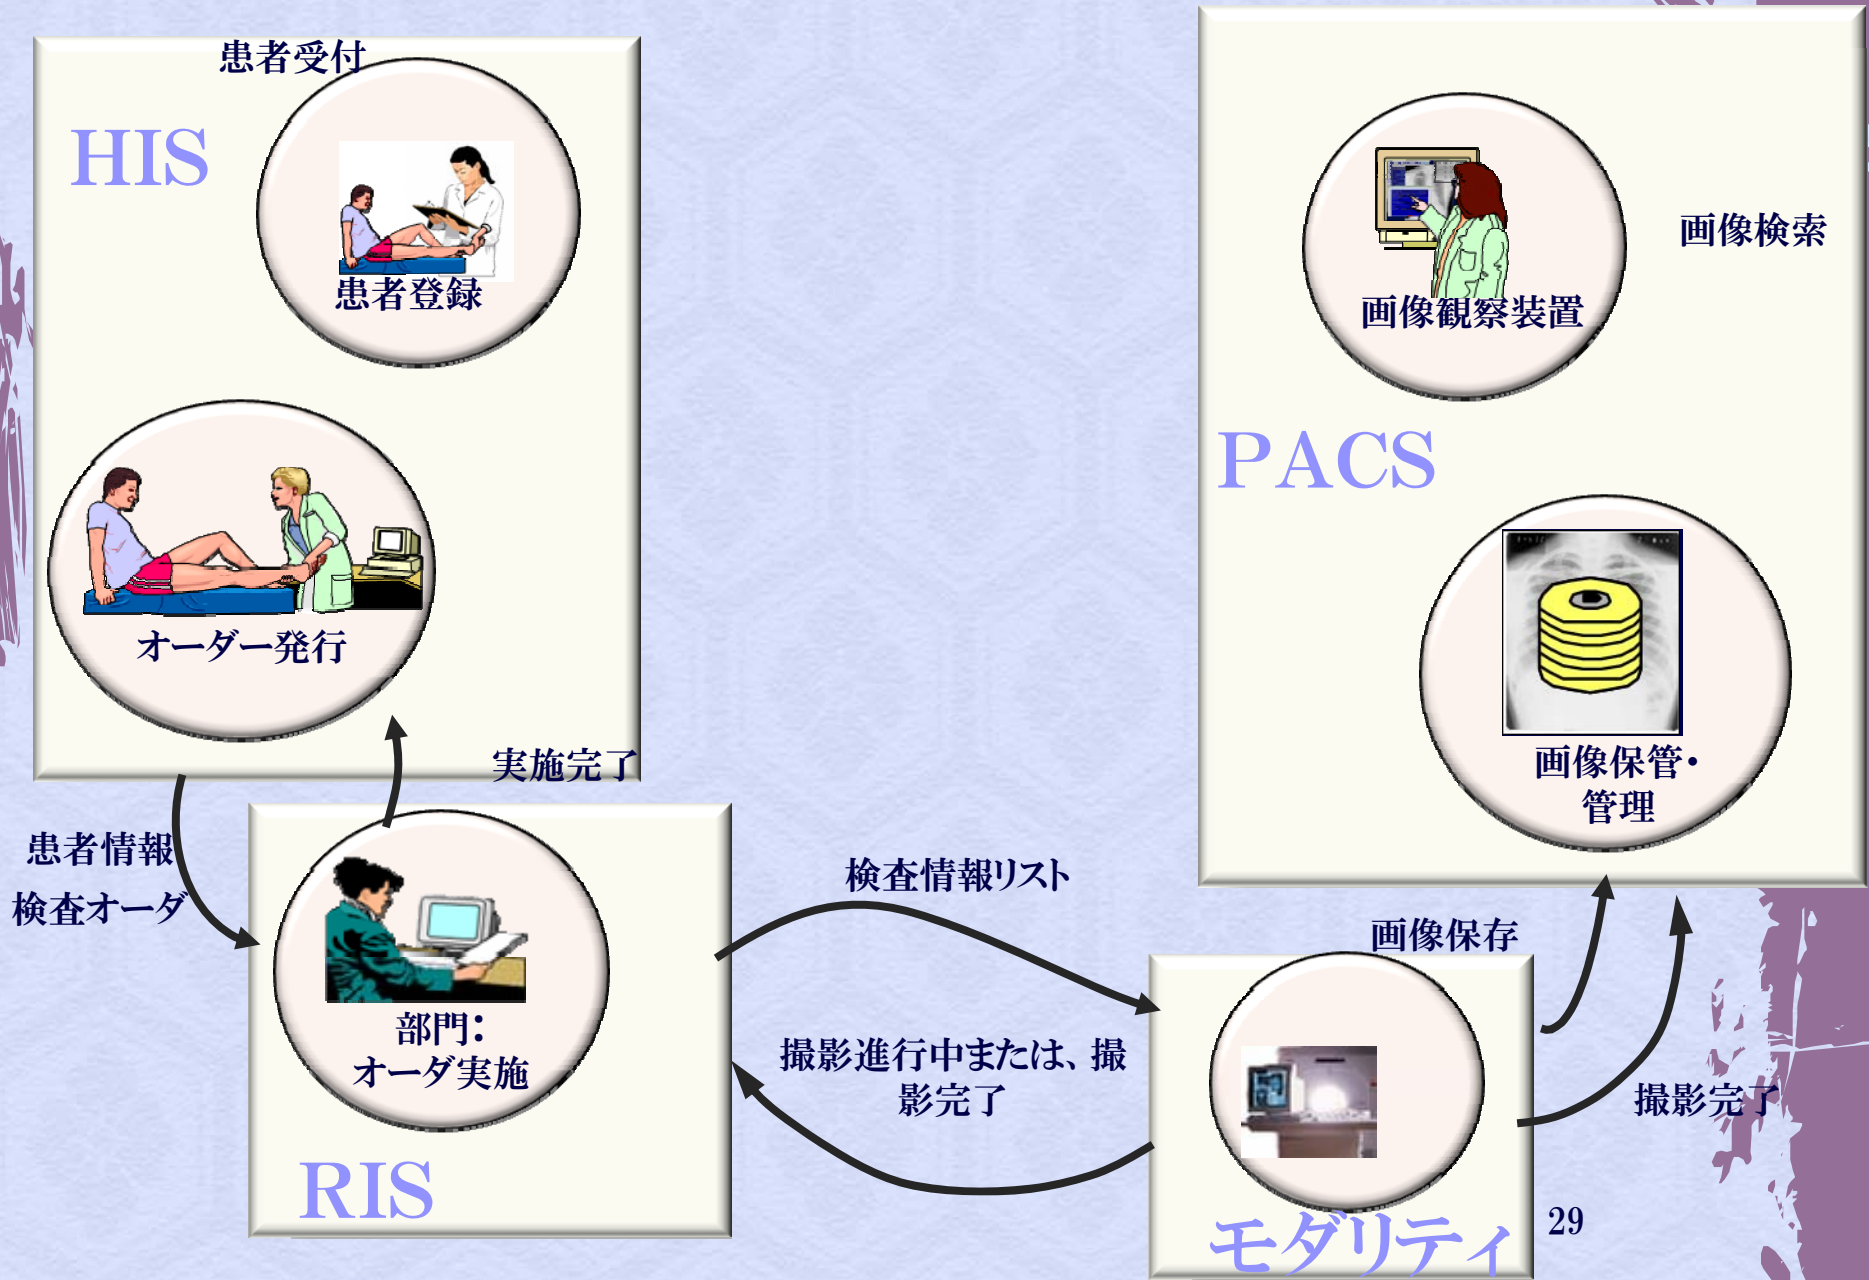 患者受付
HIS
患者登録
オーダー発行
実施完了
患者情報
検査オーダ
部門：
オーダ実施
RIS
検査情報リスト
撮影進行中または、撮
影完了
画像検索
画像観察装置
PACS
画像保管・
管理
画像保存
撮影完了
モダリティ
29